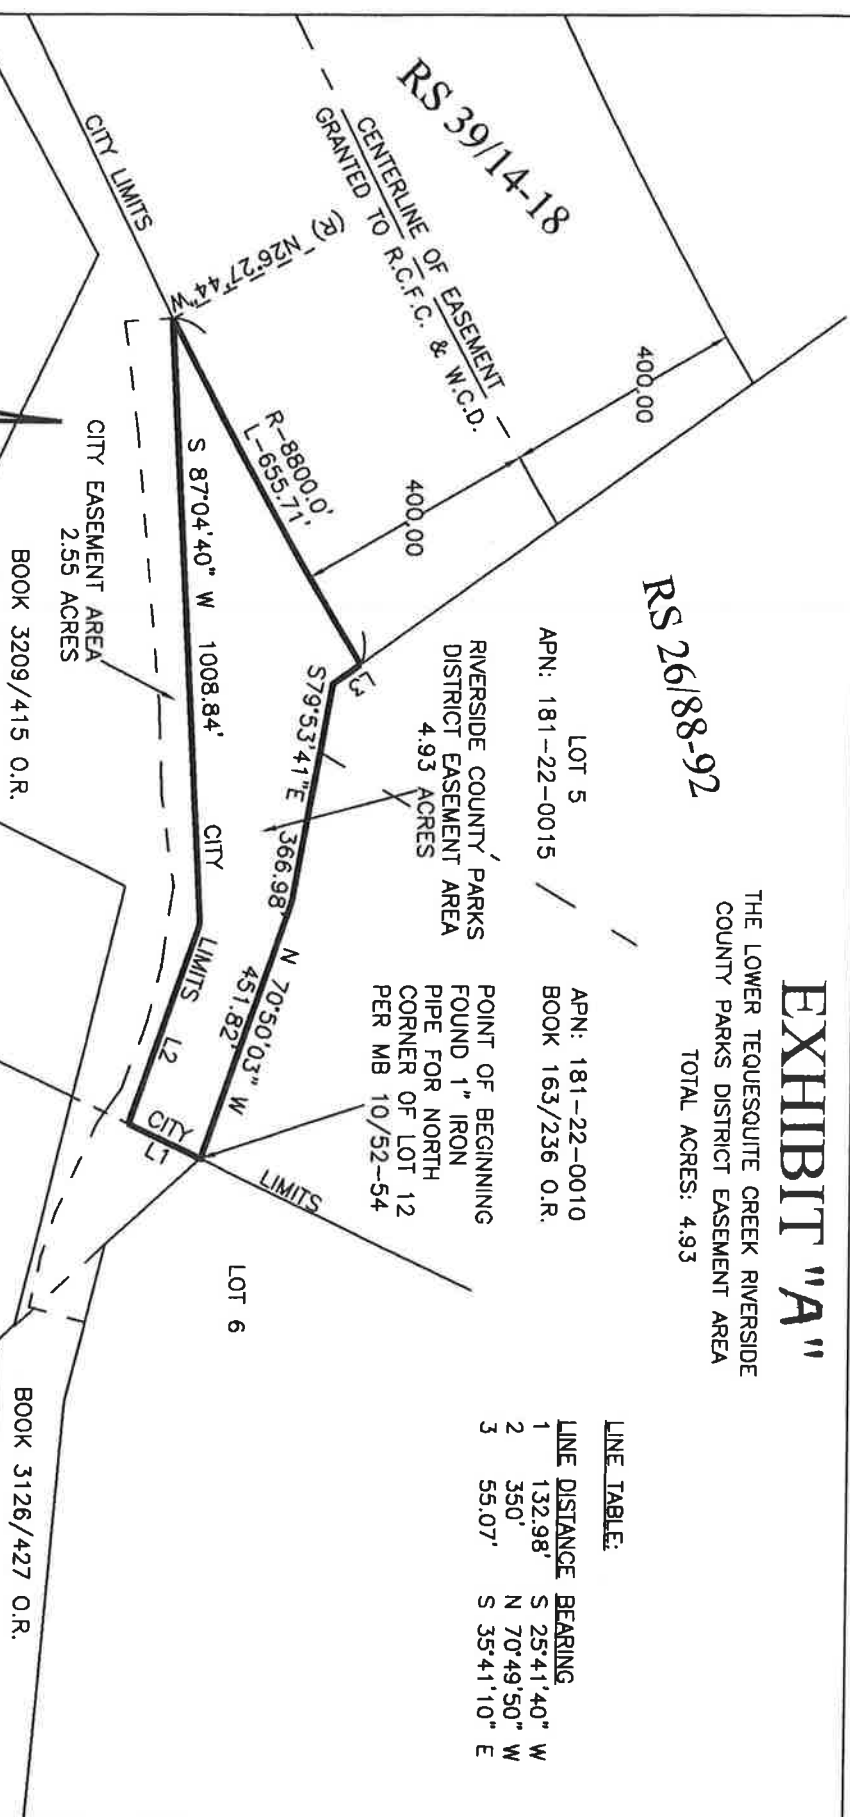 EXHIBIT "A"
THE LOWER TEQUESQUITE CREEK RIVERSIDE
COUNTY PARKS DISTRICT EASEMENT AREA
TOTAL ACRES: 4.93
RS 26/88-92
RS 39/14-18
LINE TABLE:
LINE DISTANCE BEARING
1 132.98' S 25°41'40" W
2 350' N 70°49'50" W
3 55.07' S 35°41'10" E
400.00
400.00
CENTERLINE OF EASEMENT
GRANTED TO R.C.F.C. & W.C.D.
LOT 5
APN: 181-22-0015
APN: 181-22-0010
BOOK 163/236 O.R.
RIVERSIDE COUNTY PARKS
DISTRICT EASEMENT AREA
4.93 ACRES
POINT OF BEGINNING
FOUND 1" IRON
PIPE FOR NORTH
CORNER OF LOT 12
PER MB 10/52-54
R-8800.0'
L-655.71'
N26°27'44"W
(R)
L3
S79°53'41"E 366.98'
N 70°50'03" W
451.82'
S 87°04'40" W 1008.84'
CITY LIMITS
CITY LIMITS
L2
CITY LIMITS
L1
LOT 6
CITY EASEMENT AREA
2.55 ACRES
BOOK 3209/415 O.R.
BOOK 3126/427 O.R.